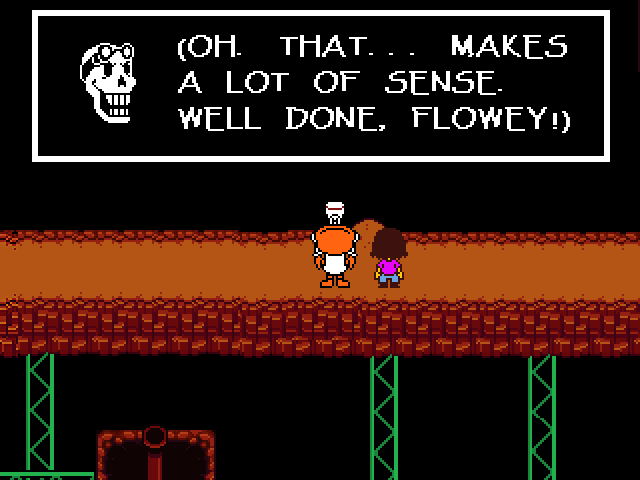 (OH. THAT... MAKES
A LOT OF SENSE.
WELL DONE, FLOWEY!)